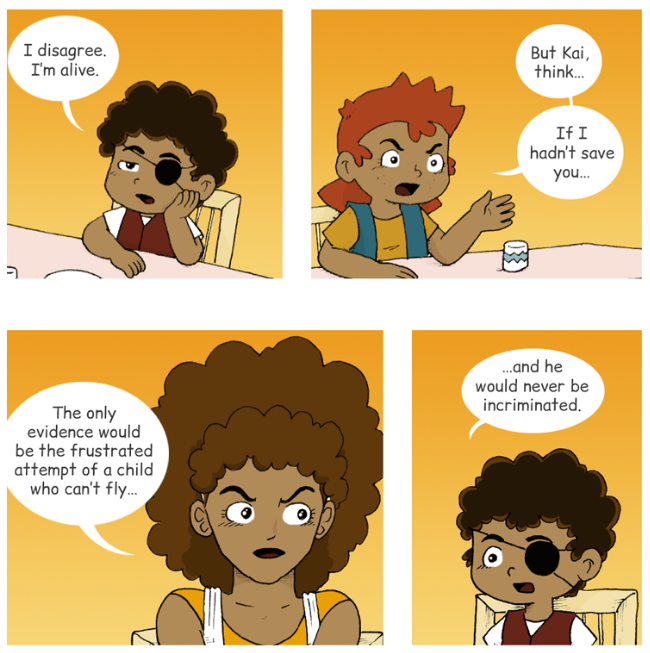 I disagree.
I'm alive.
But Kai,
think...
If I
hadn't save
you...
The only
evidence would
be the frustrated
attempt of a child
who can't fly...
...and he
would never be
incriminated.